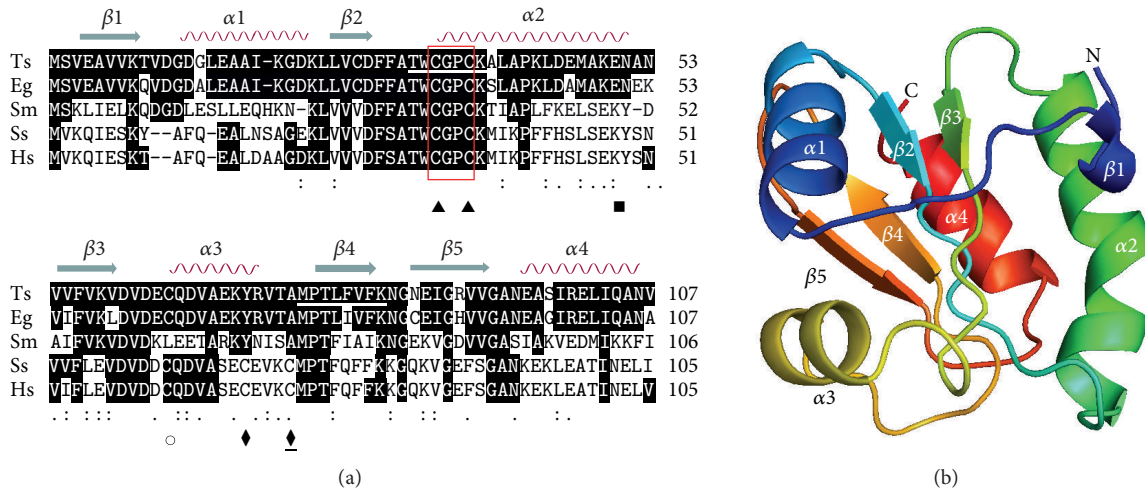 β1 α1 β2 α2
Ts MSVEAVVKTVDGDGLEAAI-KGDKLLVCDFFATWCGPCKALAPKLDEMAKENAN 53
Eg MSVEAVVKQVDGDALEAAI-KGDKLLVCDFFATWCGPCKSLAPKLDAMAKENEK 53
Sm MSKLIELKQDGDLESLLEQHKN-KLVVVDFFATWCGPCKTIAPLFKELSEKY-D 52
Ss MVKQIESKY--AFQ-EALNSAGEKLVVVDFSATWCGPCKMIKPFFHSLSEKYSN 51
Hs MVKQIESKT--AFQ-EALDAAGDKLVVVDFSATWCGPCKMIKPFFHSLSEKYSN 51
: : : :.:.: . .
β3 α3 β4 β5 α4
Ts VVFVKVDVDECQDVAEKYRVTAMPTLFVFKNGNEIGRVVGANEASIRELIQANV 107
Eg VIFVKLDVDECQDVAEKYRVTAMPTLIVFKNGCEIGHVVGANEAGIRELIQANA 107
Sm AIFVKVDVDKLEETARKYNISAMPTFIAIKNGEKVGDVVGASIAKVEDMIKKFI 106
Ss VVFLEVDVDDCQDVASECEVKCMPTFQFFKKGQKVGEFSGANKEKLEATINELI 105
Hs VIFLEVDVDDCQDVASECEVKCMPTFQFFKKGQKVGEFSGANKEKLEATINELV 105
.: ::: . :: . .: . . : :: . . : .
(a)
N
C
β3
α1
β2
β1
α4
β4
α2
β5
α3
(b)